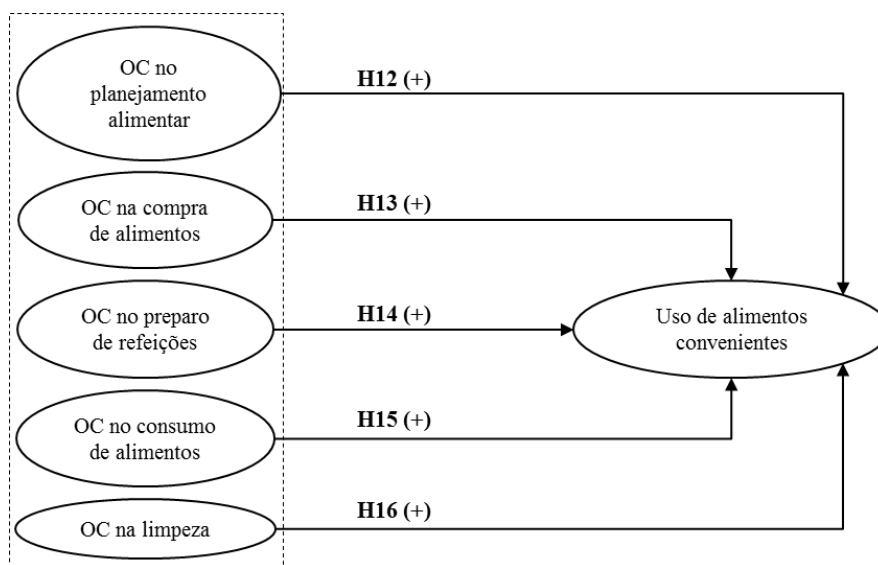 OC no
planejamento
alimentar
H12 (+)
OC na compra
de alimentos
H13 (+)
OC no preparo
de refeições
H14 (+)
Uso de alimentos
convenientes
OC no consumo
de alimentos
H15 (+)
OC na limpeza
H16 (+)